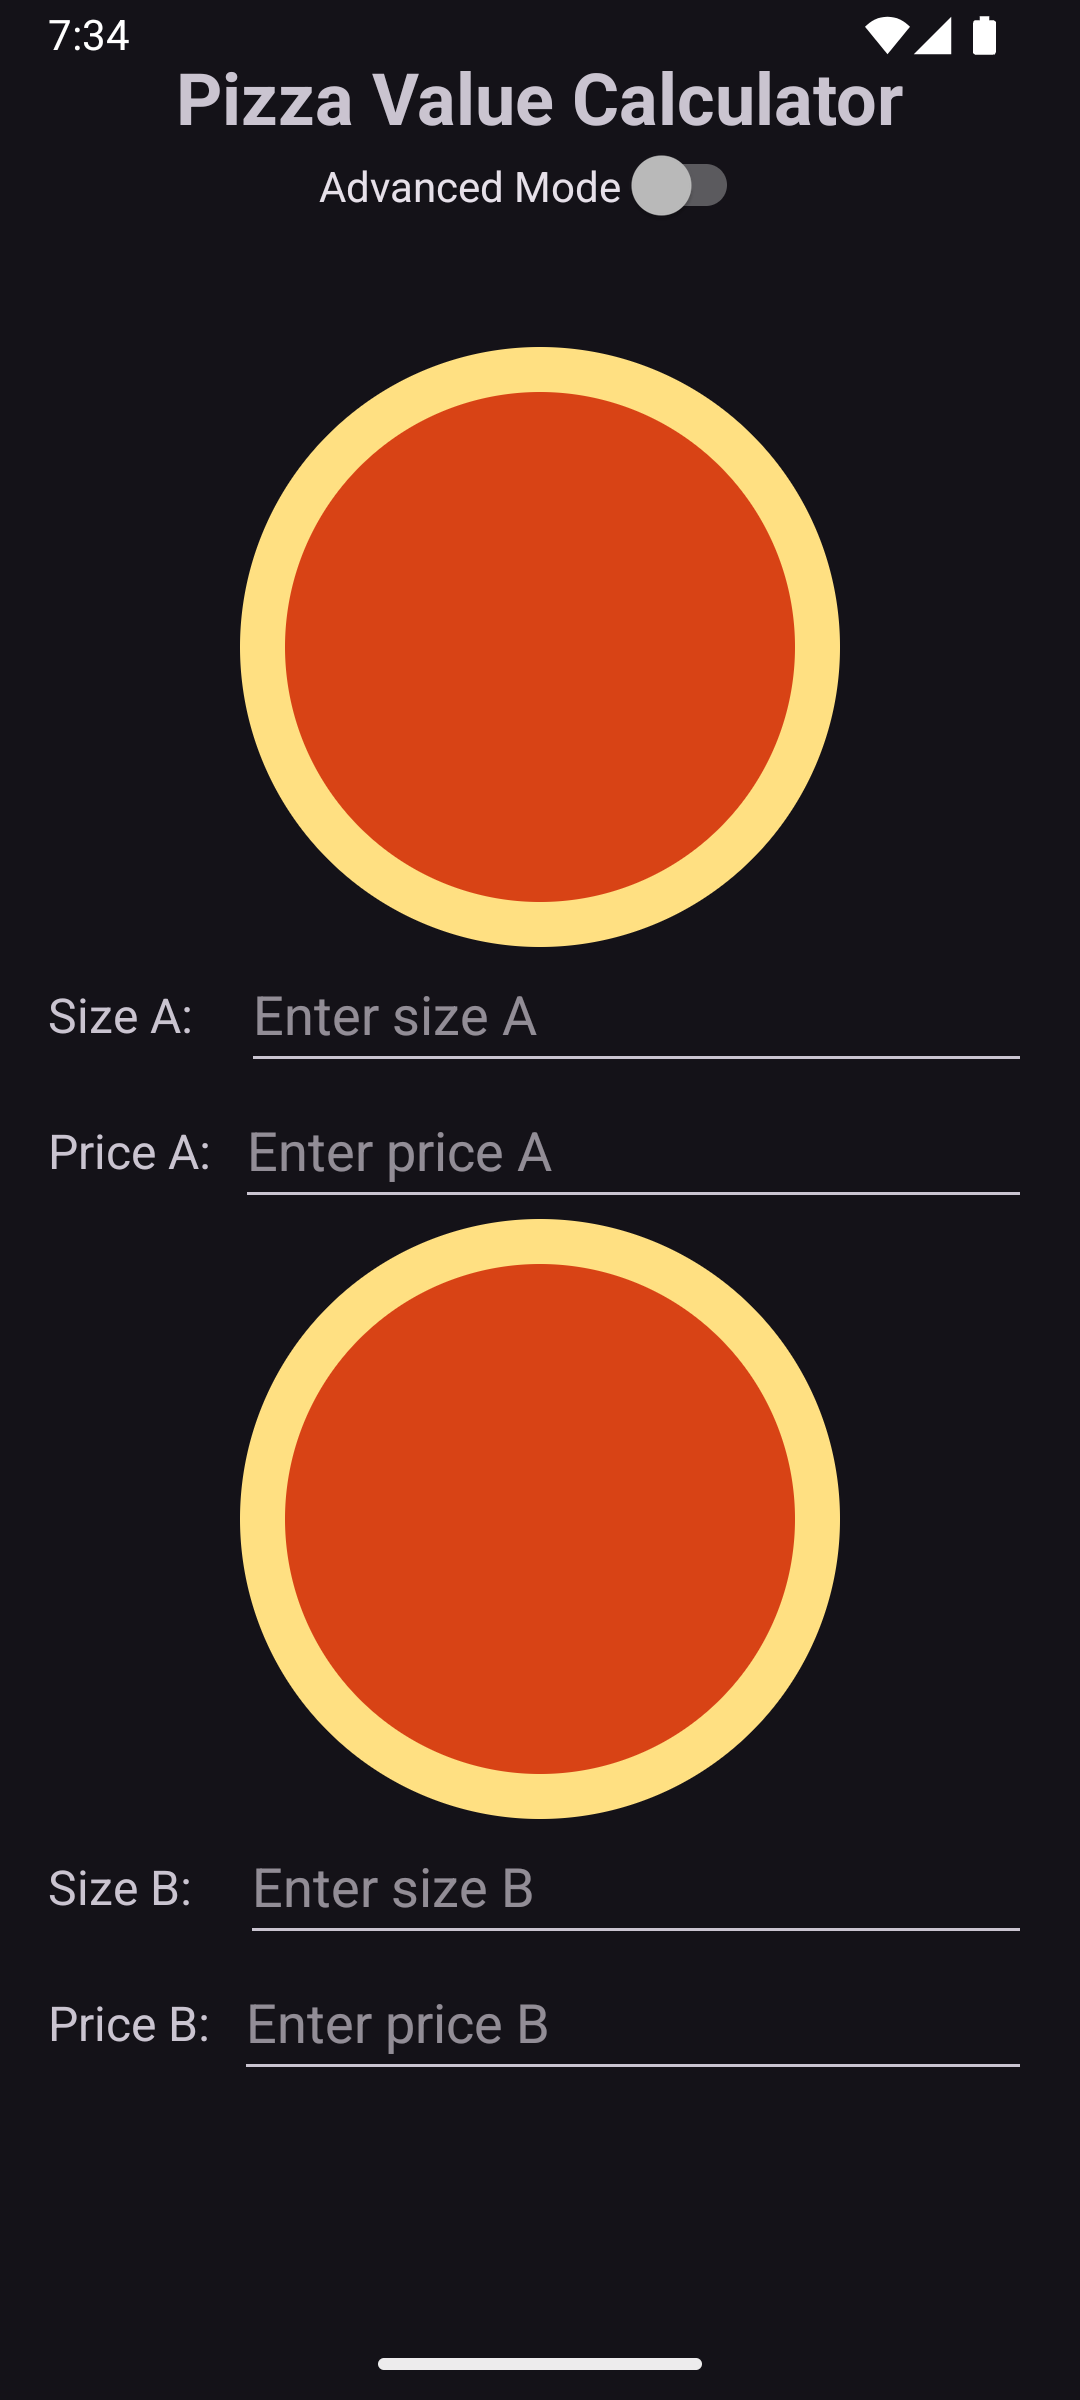 7:34
Pizza Value Calculator
Advanced Mode
Size A: Enter size A
Price A: Enter price A
Size B: Enter size B
Price B: Enter price B